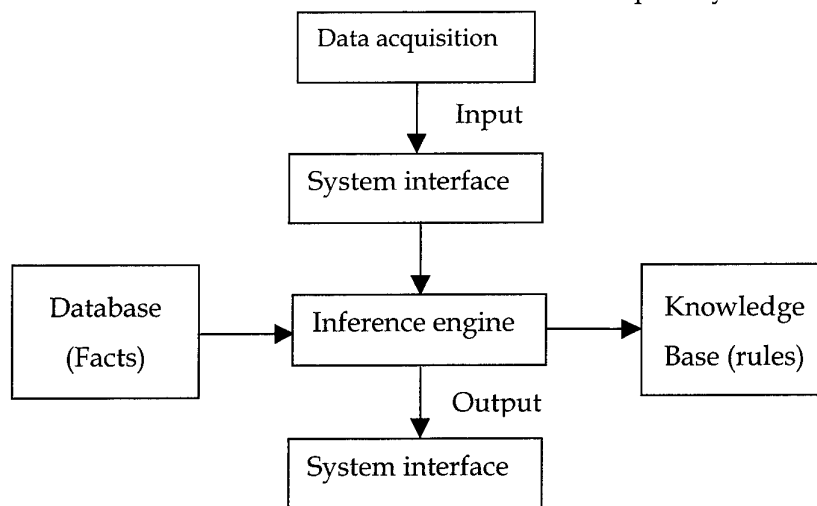 Data acquisition
Input
System interface
Database
(Facts)
Inference engine
Knowledge
Base (rules)
Output
System interface